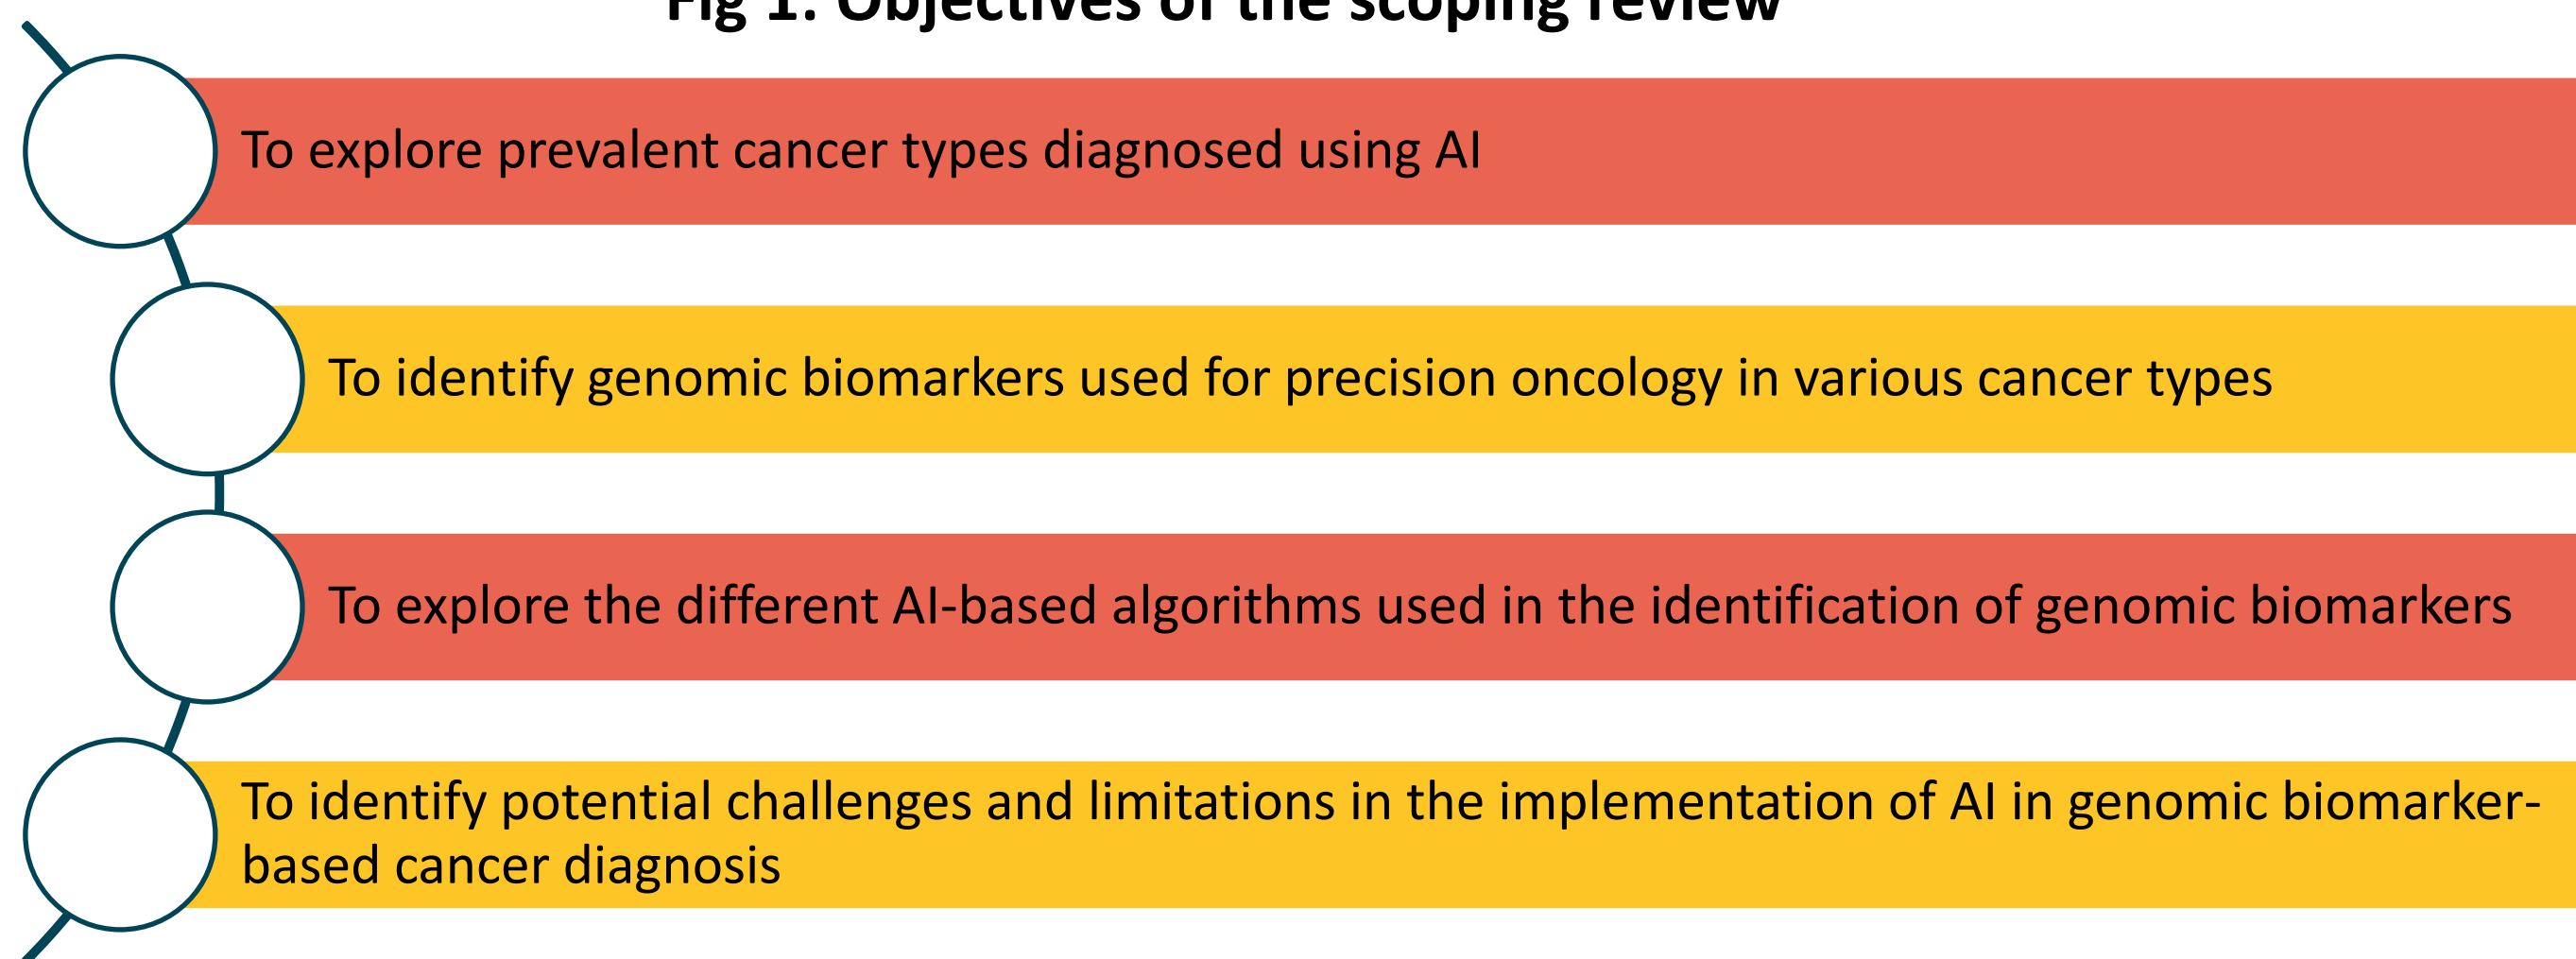 Fig 1: Objectives of the scoping review
To explore prevalent cancer types diagnosed using AI
To identify genomic biomarkers used for precision oncology in various cancer types
To explore the different AI-based algorithms used in the identification of genomic biomarkers
To identify potential challenges and limitations in the implementation of AI in genomic biomarker-
based cancer diagnosis